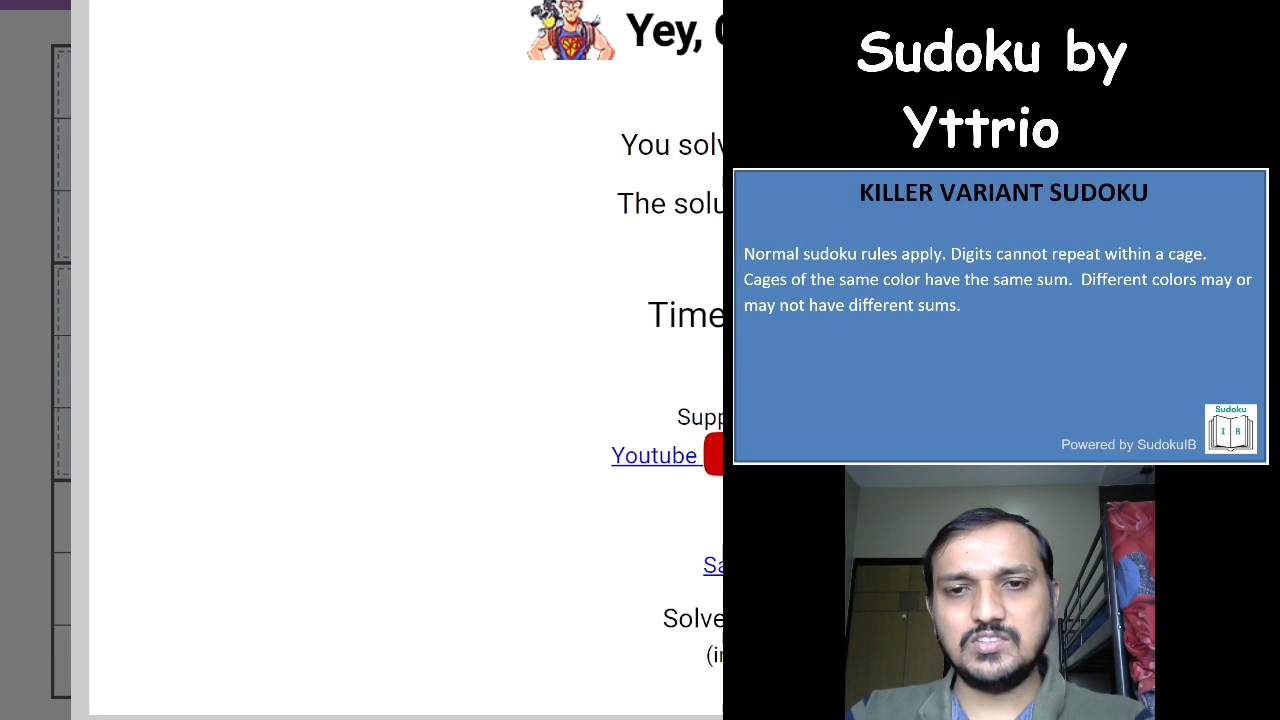 Yey,
You solv
The solu
Time
Supp
Youtube
Sa
Solve
(i
Sudoku by
Yttrio
KILLER VARIANT SUDOKU
Normal sudoku rules apply. Digits cannot repeat within a cage.
Cages of the same color have the same sum. Different colors may or
may not have different sums.
Sudoku
I B
Powered by SudokuIB